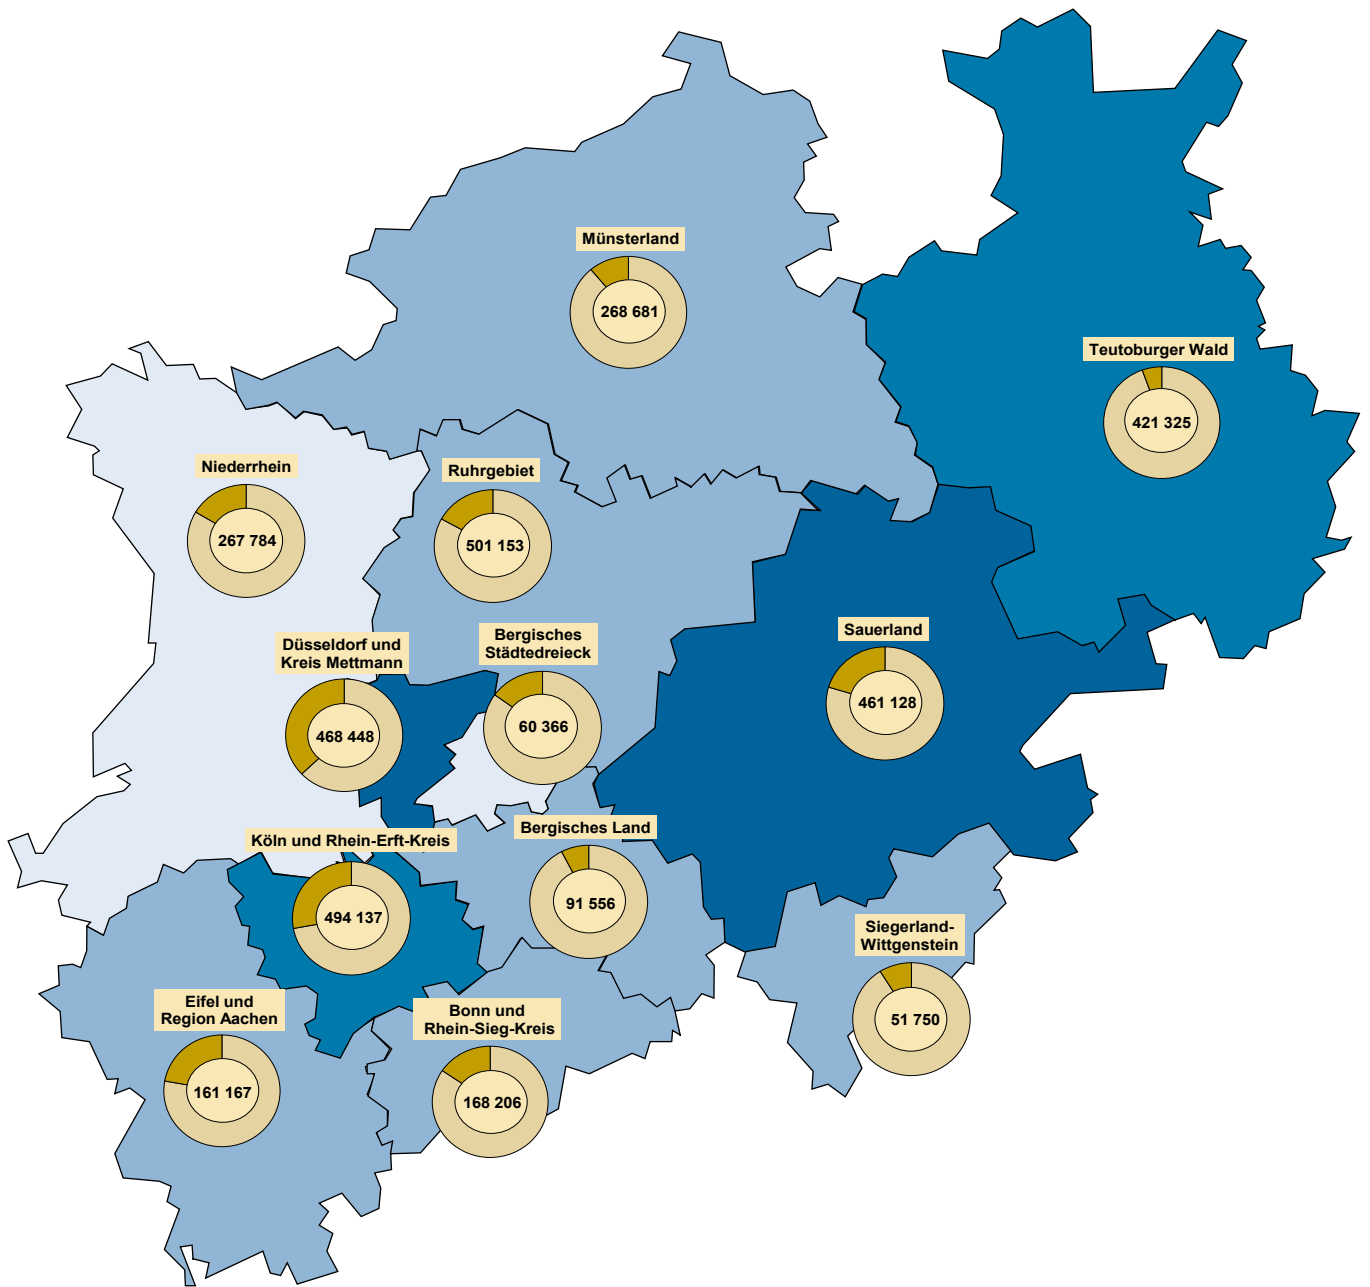 Münsterland
268 681
Teutoburger Wald
421 325
Niederrhein
267 784
Ruhrgebiet
501 153
Düsseldorf und
Kreis Mettmann
468 448
Bergisches
Städtedreieck
60 366
Sauerland
461 128
Köln und Rhein-Erft-Kreis
494 137
Bergisches Land
91 556
Siegerland-
Wittgenstein
51 750
Eifel und
Region Aachen
161 167
Bonn und
Rhein-Sieg-Kreis
168 206